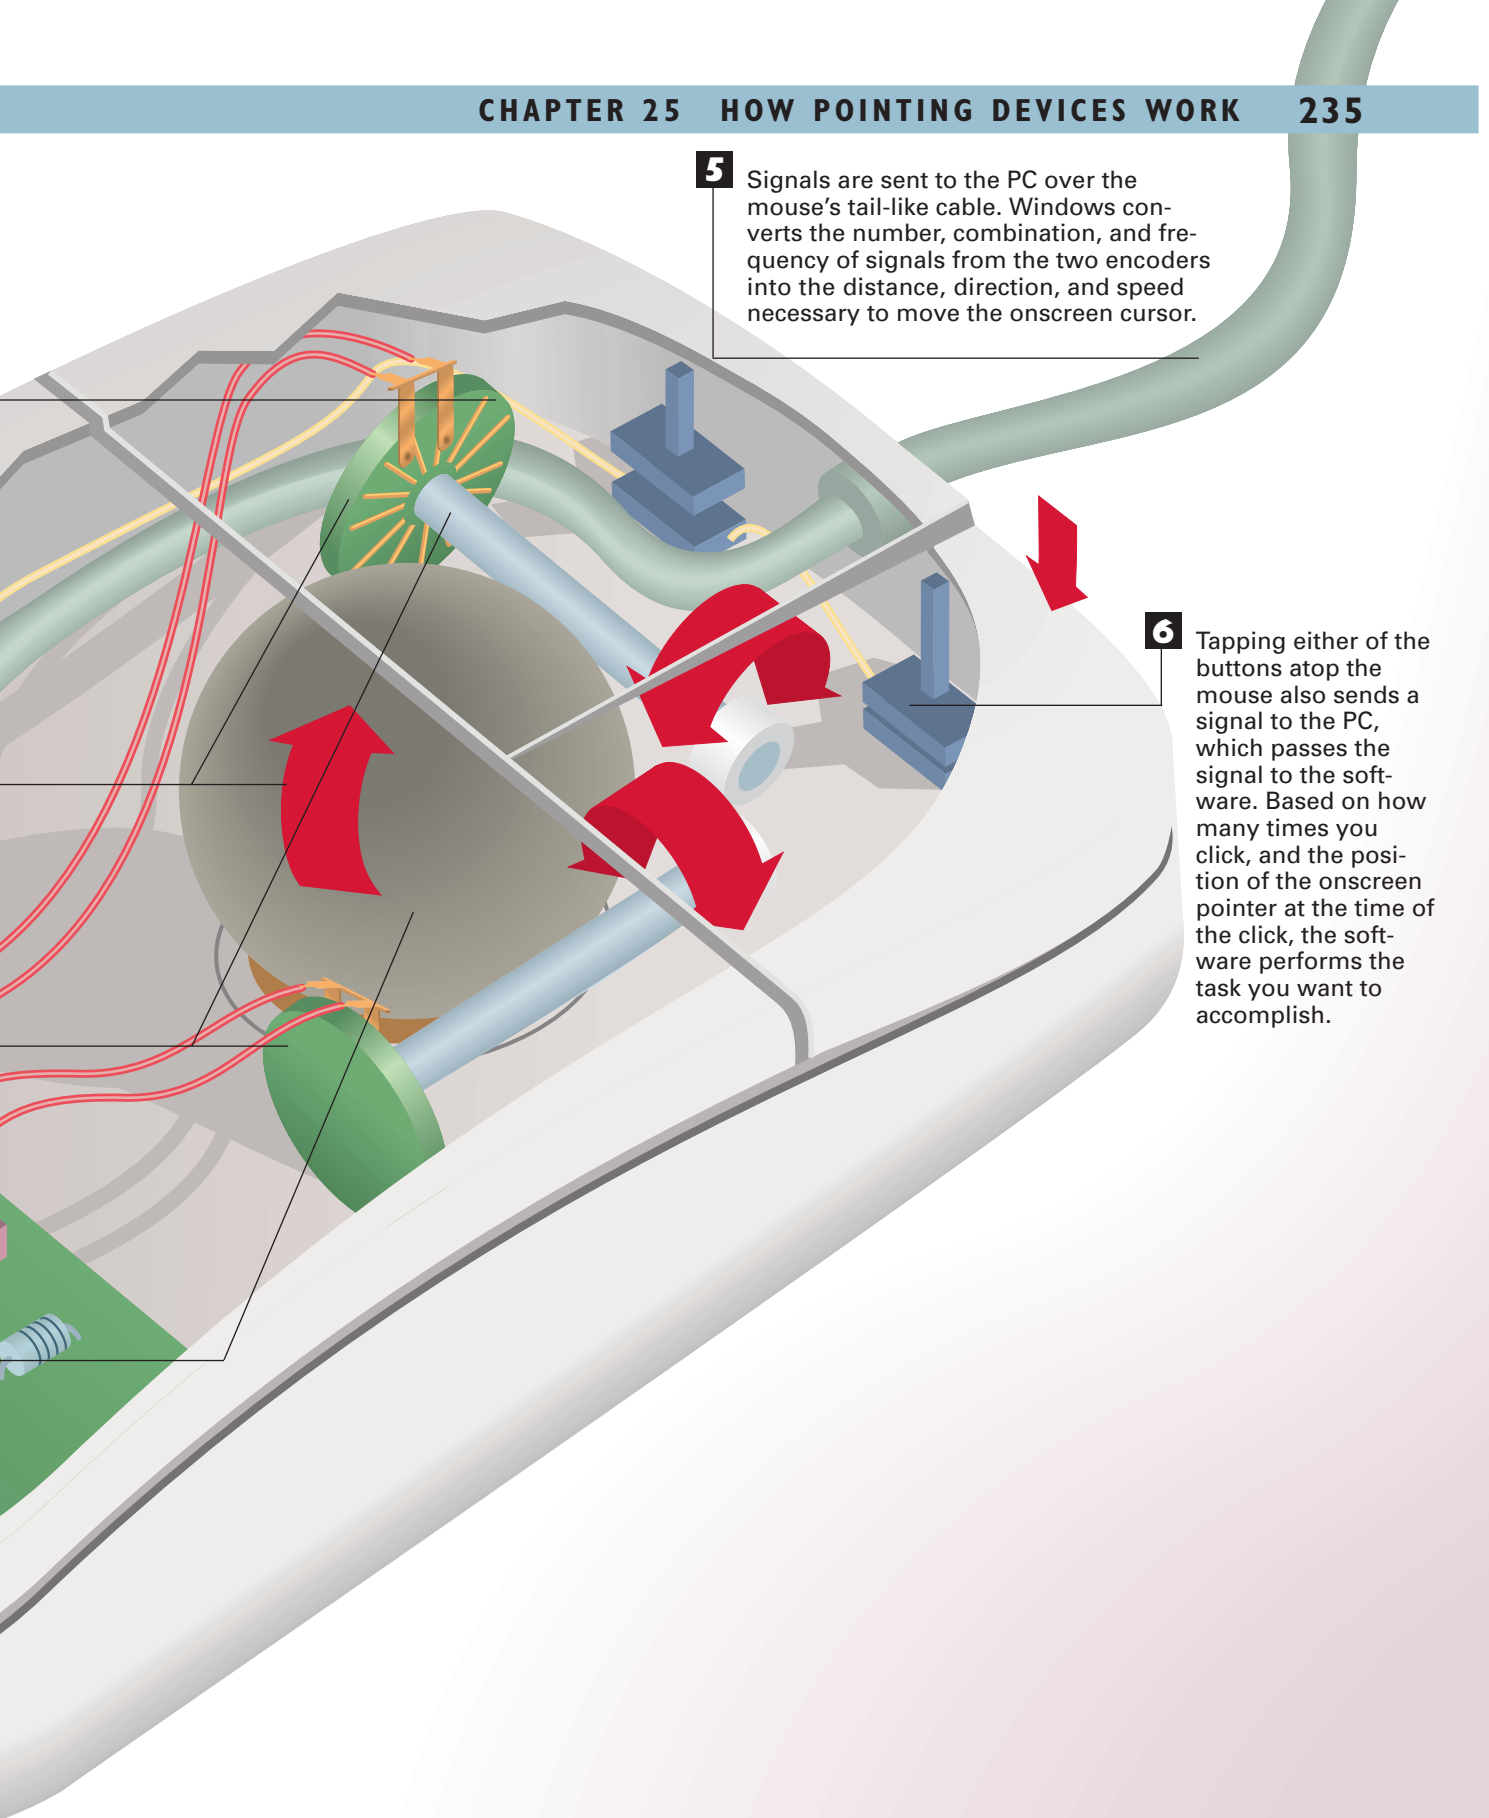 CHAPTER 25 HOW POINTING DEVICES WORK 235
5
Signals are sent to the PC over the
mouse’s tail-like cable. Windows con-
verts the number, combination, and fre-
quency of signals from the two encoders
into the distance, direction, and speed
necessary to move the onscreen cursor.
6
Tapping either of the
buttons atop the
mouse also sends a
signal to the PC,
which passes the
signal to the soft-
ware. Based on how
many times you
click, and the posi-
tion of the onscreen
pointer at the time of
the click, the soft-
ware performs the
task you want to
accomplish.